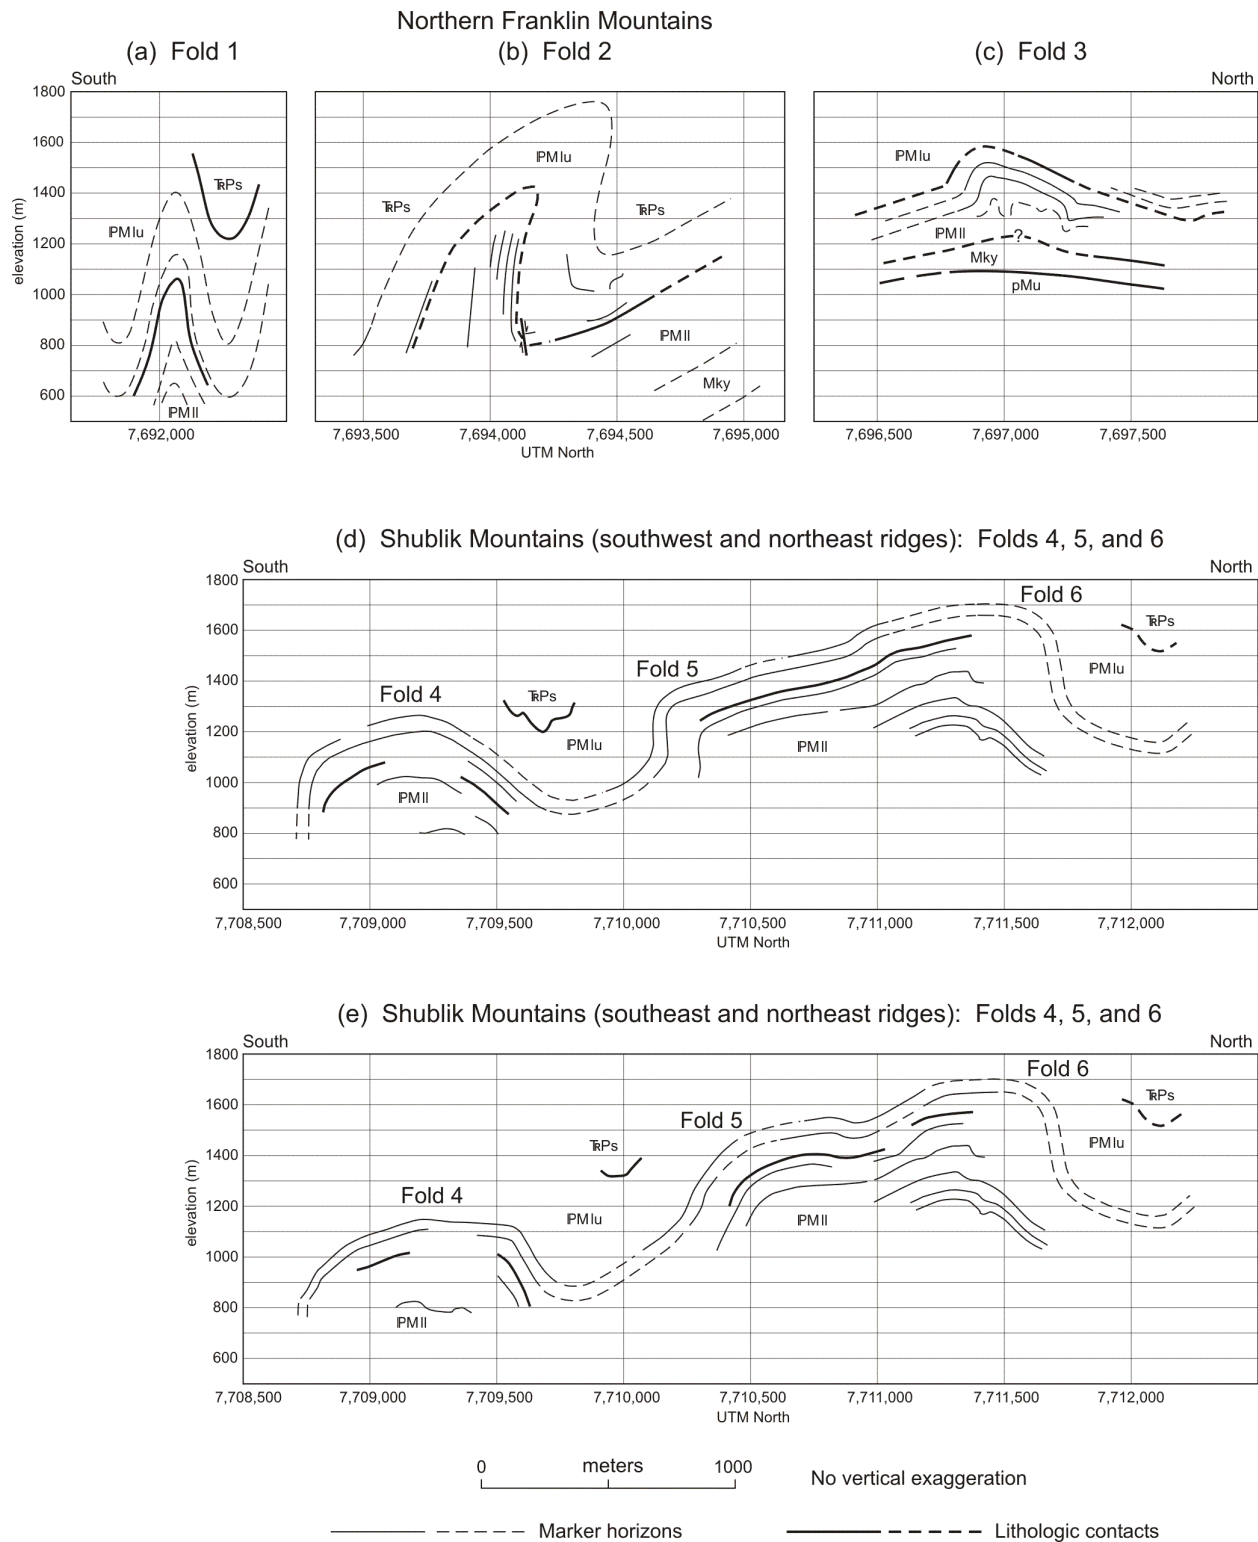 Northern Franklin Mountains
(a) Fold 1
(b) Fold 2
(c) Fold 3
South
North
1800
1600
1400
1200
1000
800
600
elevation (m)
TRPs
IPMlu
IPMll
7,692,000
IPMlu
TRPs
TRPs
IPMll
Mky
7,693,500 7,694,000 7,694,500 7,695,000
UTM North
IPMlu
IPMll
?
Mky
pMu
7,696,500 7,697,000 7,697,500
(d) Shublik Mountains (southwest and northeast ridges): Folds 4, 5, and 6
South
North
1800
1600
1400
1200
1000
800
600
elevation (m)
Fold 6
TRPs
Fold 5
IPMlu
Fold 4
TRPs
IPMlu
IPMll
IPMll
7,708,500 7,709,000 7,709,500 7,710,000 7,710,500 7,711,000 7,711,500 7,712,000
UTM North
(e) Shublik Mountains (southeast and northeast ridges): Folds 4, 5, and 6
South
North
1800
1600
1400
1200
1000
800
600
elevation (m)
Fold 6
TRPs
Fold 5
TRPs
IPMlu
Fold 4
IPMlu
IPMll
IPMll
7,708,500 7,709,000 7,709,500 7,710,000 7,710,500 7,711,000 7,711,500 7,712,000
UTM North
0 meters 1000
No vertical exaggeration
Marker horizons
Lithologic contacts